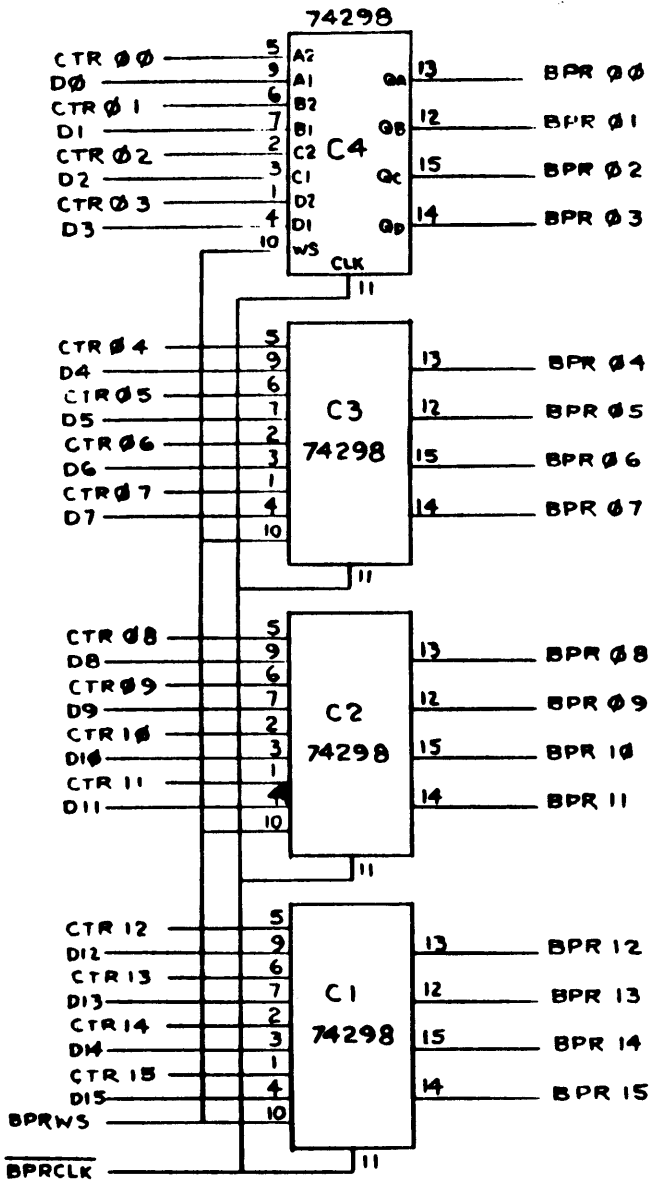 74298
CTR ØØ 5 A2
DØ 9 A1 QA 13 BPR ØØ
CTR Ø1 6 B2
D1 7 B1 QB 12 BPR Ø1
CTR Ø2 2 C2 C4
D2 3 C1 QC 15 BPR Ø2
CTR Ø3 1 D2
D3 4 D1 QD 14 BPR Ø3
10 WS
CLK
11
CTR Ø4 5
D4 9 13 BPR Ø4
CTR Ø5 6
D5 7 C3 12 BPR Ø5
CTR Ø6 2 74298
D6 3 15 BPR Ø6
CTR Ø7 1
D7 4 14 BPR Ø7
10
11
CTR Ø8 5
D8 9 13 BPR Ø8
CTR Ø9 6
D9 7 C2 12 BPR Ø9
CTR 1Ø 2
D1Ø 3 74298 15 BPR 1Ø
CTR 11 1
D11 14 BPR 11
10
11
CTR 12 5
D12 9 13 BPR 12
CTR 13 6
D13 7 C1 12 BPR 13
CTR 14 2
D14 3 74298 15 BPR 14
CTR 15 1
D15 4 14 BPR 15
BPRWS 10
BPRCLK 11